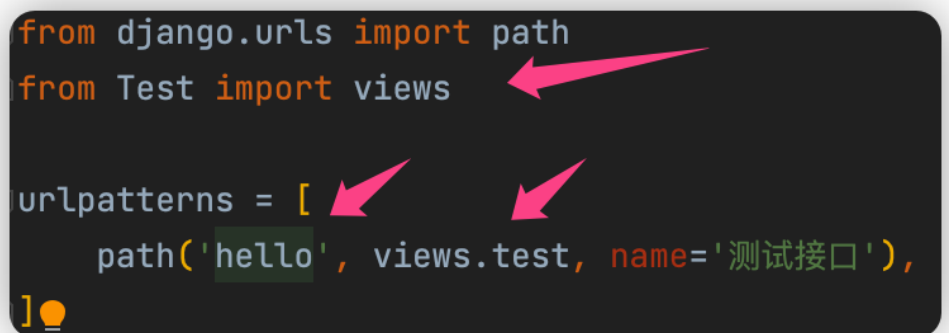 from django.urls import path
from Test import views
urlpatterns = [
path('hello', views.test, name='测试接口'),
]